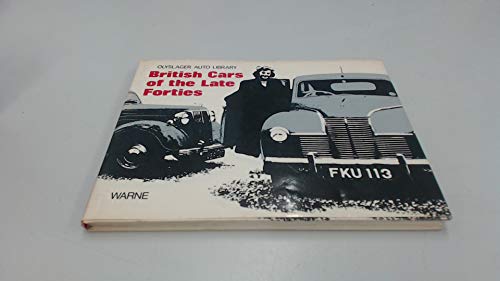 OLYSLAGER AUTO LIBRARY
British Cars
of the Late
Forties
FKU 113
WARNE